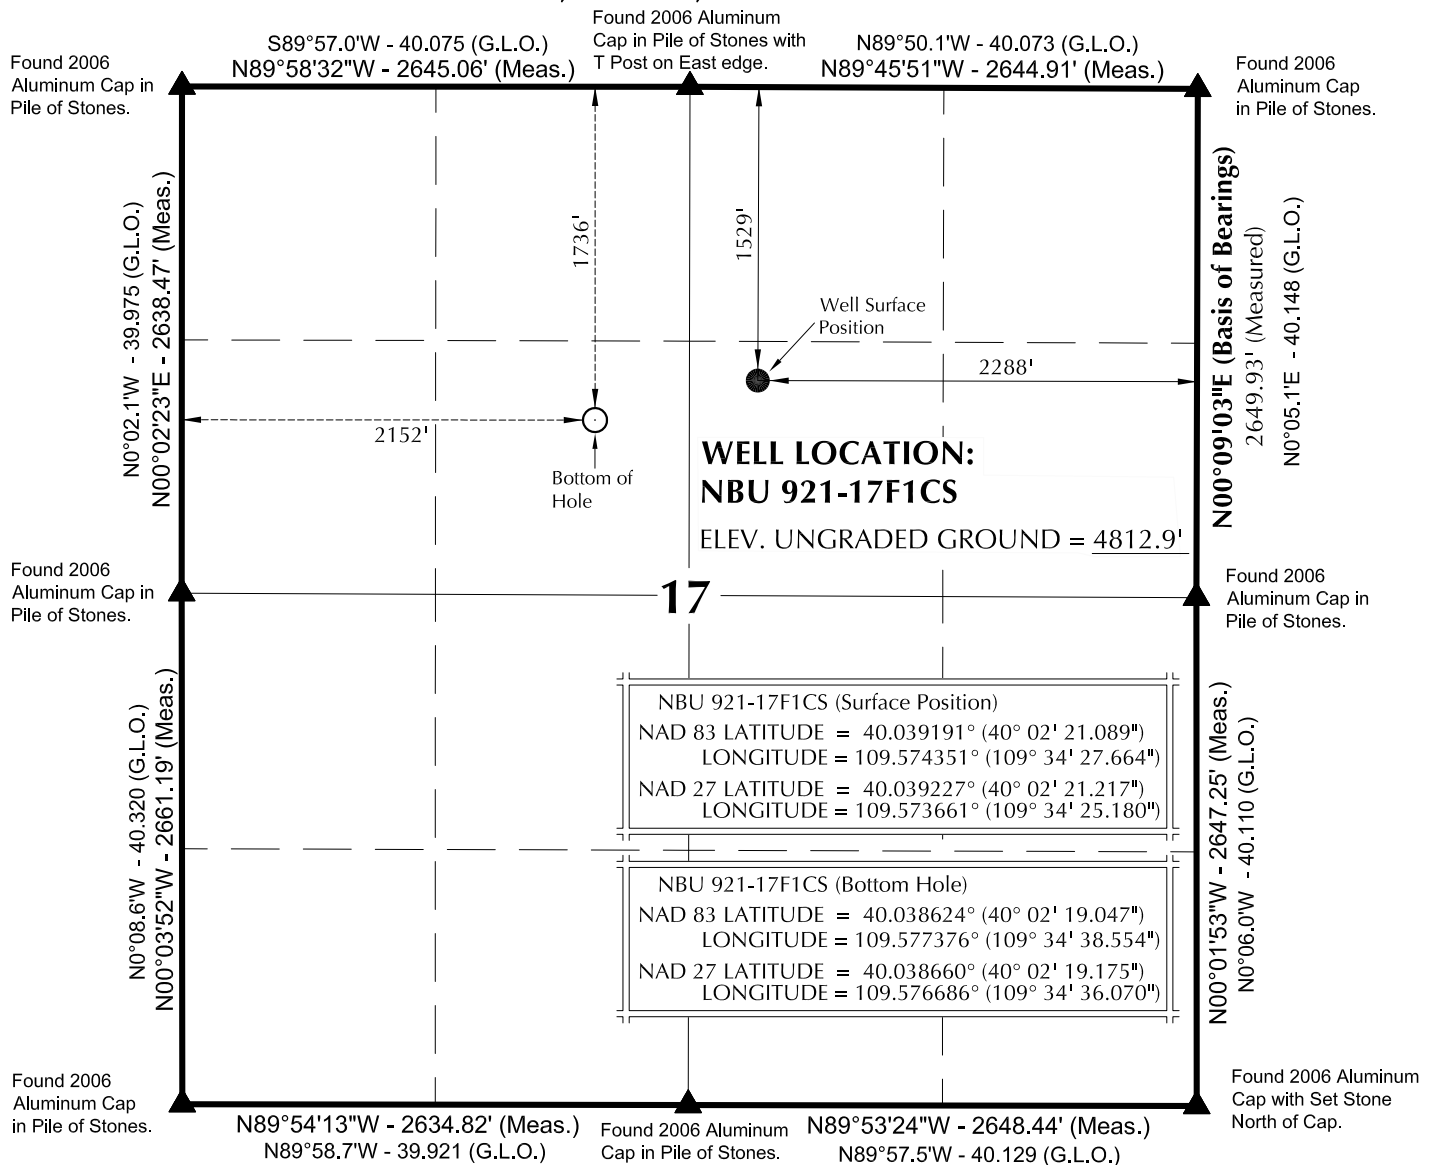 Found 2006 Aluminum
Cap in Pile of Stones with
T Post on East edge.
S89°57.0'W - 40.075 (G.L.O.)
N89°58'32"W - 2645.06' (Meas.)
N89°50.1'W - 40.073 (G.L.O.)
N89°45'51"W - 2644.91' (Meas.)
Found 2006
Aluminum Cap in
Pile of Stones.
Found 2006
Aluminum Cap
in Pile of Stones.
N0°02.1'W - 39.975 (G.L.O.)
N00°02'23"E - 2638.47' (Meas.)
1736'
1529'
Well Surface
Position
2288'
2152'
Bottom of
Hole
N00°09'03"E (Basis of Bearings)
2649.93' (Measured)
N0°05.1'E - 40.148 (G.L.O.)
WELL LOCATION:
NBU 921-17F1CS
ELEV. UNGRADED GROUND = 4812.9'
Found 2006
Aluminum Cap in
Pile of Stones.
17
Found 2006
Aluminum Cap in
Pile of Stones.
N0°08.6'W - 40.320 (G.L.O.)
N00°03'52"W - 2661.19' (Meas.)
NBU 921-17F1CS (Surface Position)
NAD 83 LATITUDE = 40.039191° (40° 02' 21.089")
LONGITUDE = 109.574351° (109° 34' 27.664")
NAD 27 LATITUDE = 40.039227° (40° 02' 21.217")
LONGITUDE = 109.573661° (109° 34' 25.180")
NBU 921-17F1CS (Bottom Hole)
NAD 83 LATITUDE = 40.038624° (40° 02' 19.047")
LONGITUDE = 109.577376° (109° 34' 38.554")
NAD 27 LATITUDE = 40.038660° (40° 02' 19.175")
LONGITUDE = 109.576686° (109° 34' 36.070")
N00°01'53"W - 2647.25' (Meas.)
N0°06.0'W - 40.110 (G.L.O.)
Found 2006
Aluminum Cap
in Pile of Stones.
N89°54'13"W - 2634.82' (Meas.)
N89°58.7'W - 39.921 (G.L.O.)
Found 2006 Aluminum
Cap in Pile of Stones.
N89°53'24"W - 2648.44' (Meas.)
N89°57.5'W - 40.129 (G.L.O.)
Found 2006 Aluminum
Cap with Set Stone
North of Cap.